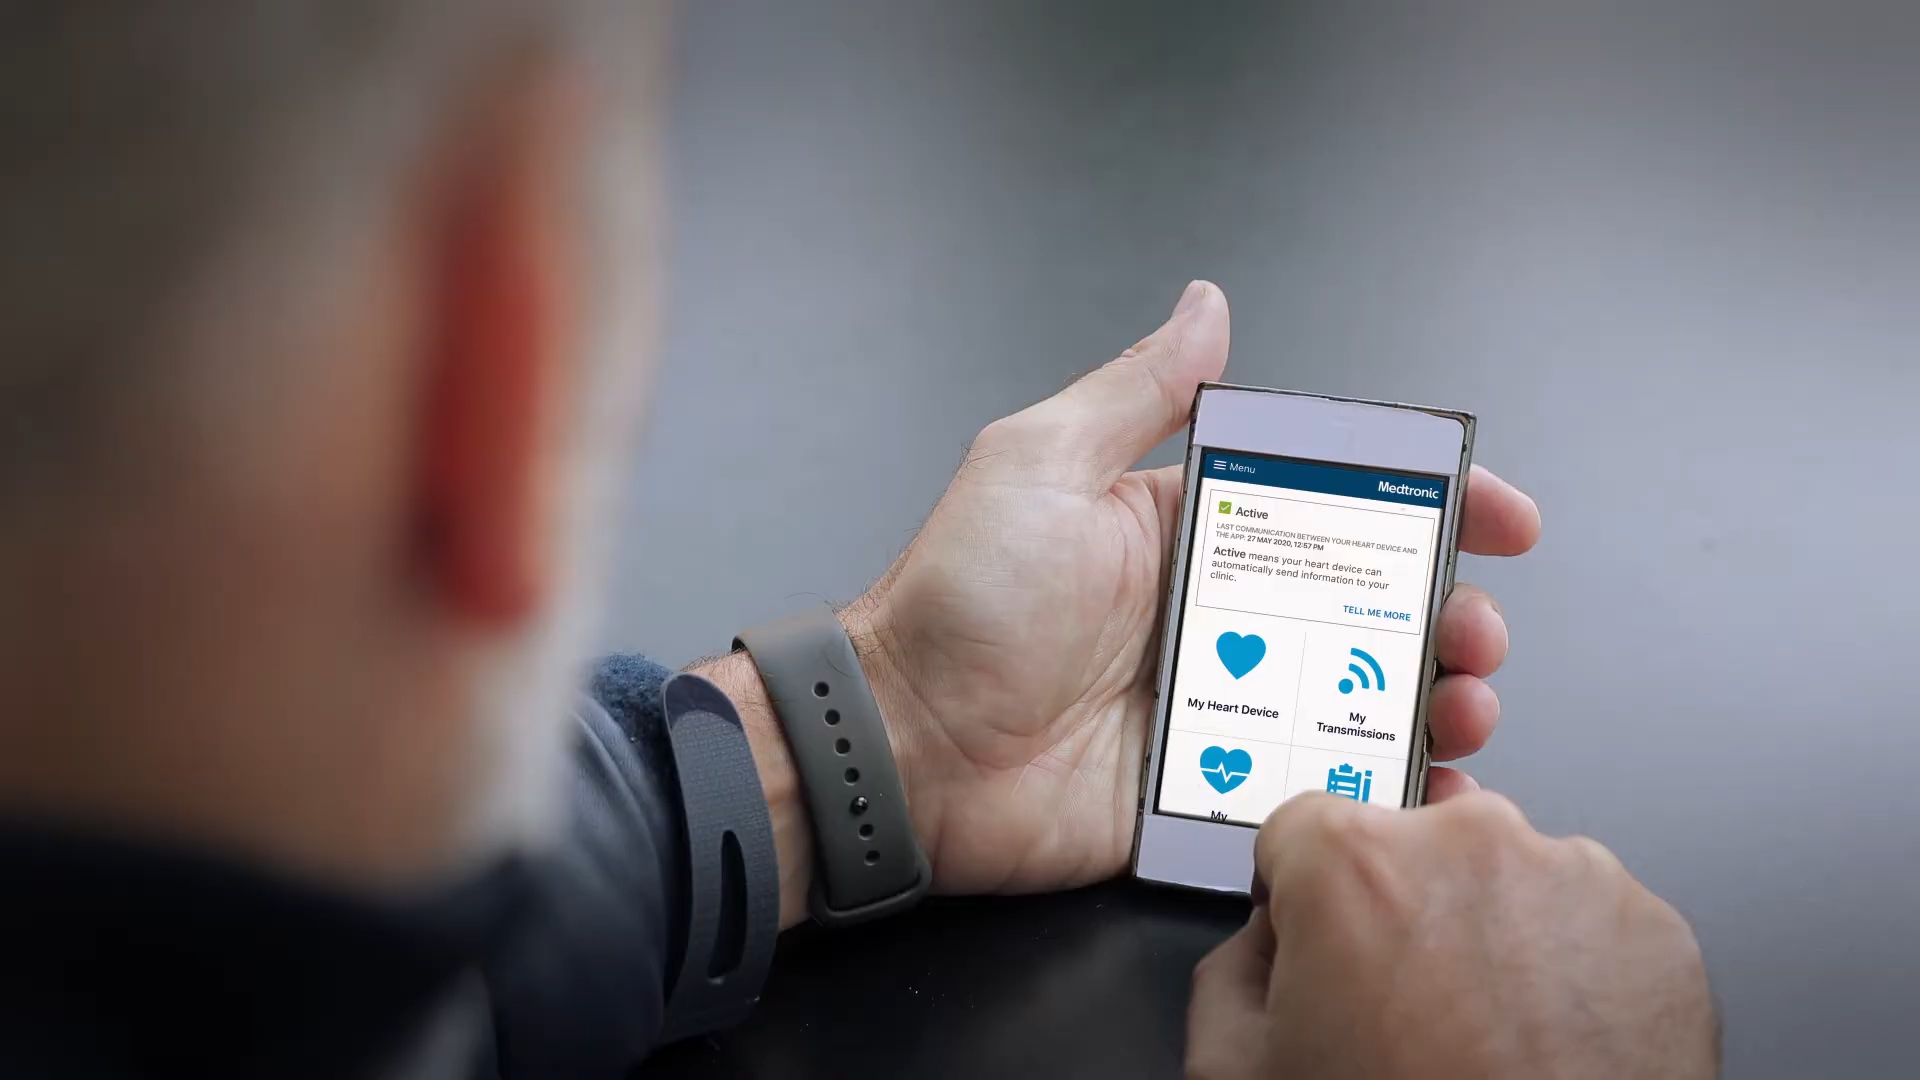 Menu
Medtronic
Active
LAST COMMUNICATION BETWEEN YOUR HEART DEVICE AND
THE APP: 27 MAY 2020, 12:57 PM
Active means your heart device can
automatically send information to your
clinic.
TELL ME MORE
My Heart Device
My
Transmissions
My